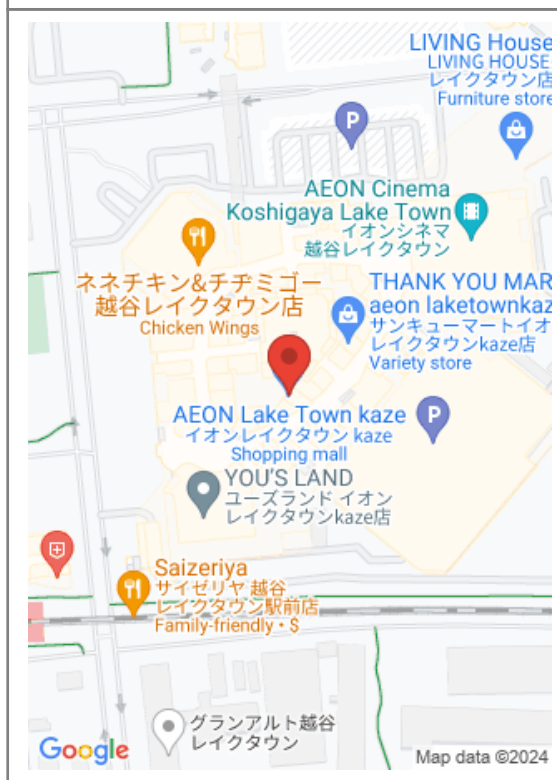 LIVING House
LIVING HOUSE
レイクタウン店
Furniture store
P
AEON Cinema
Koshigaya Lake Town
イオンシネマ
越谷レイクタウン
ネネチキン&チヂミゴー
越谷レイクタウン店
Chicken Wings
THANK YOU MAR
aeon laketownkaz
サンキューマートイオ
レイクタウンkaze店
Variety store
AEON Lake Town kaze
イオンレイクタウン kaze
Shopping mall
P
YOU'S LAND
ユーズランド イオン
レイクタウンkaze店
Saizeriya
サイゼリヤ 越谷
レイクタウン駅前店
Family-friendly • $
グランアルト越谷
レイクタウン
Google
Map data ©2024